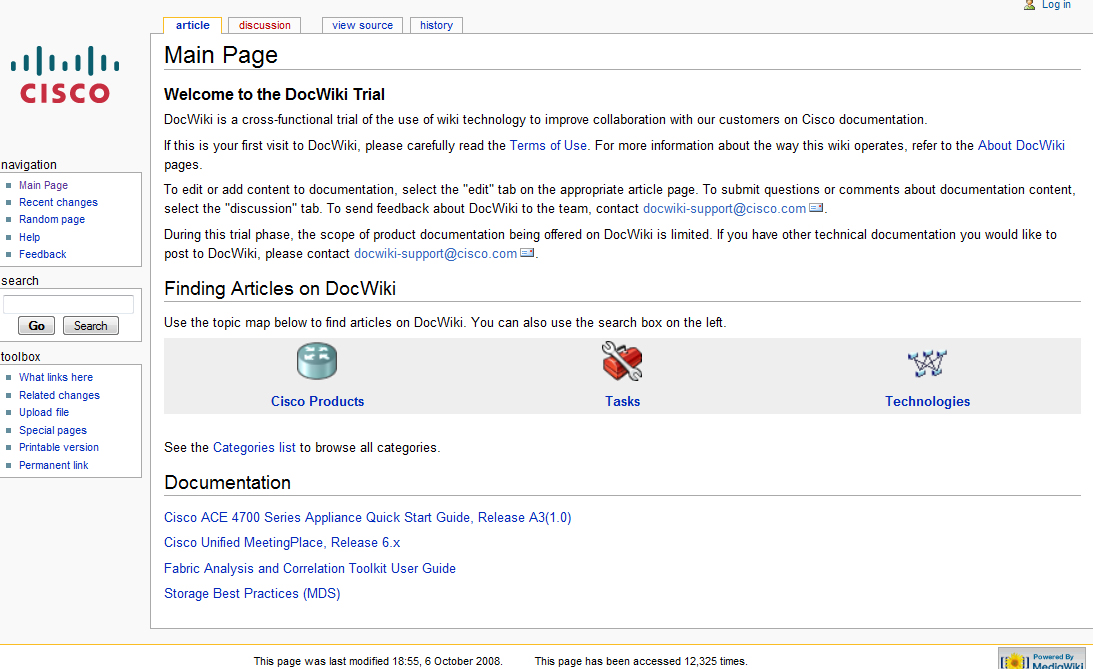 Log in
article discussion view source history
CISCO
Main Page
Welcome to the DocWiki Trial
DocWiki is a cross-functional trial of the use of wiki technology to improve collaboration with our customers on Cisco documentation.
If this is your first visit to DocWiki, please carefully read the Terms of Use. For more information about the way this wiki operates, refer to the About DocWiki
pages.
To edit or add content to documentation, select the "edit" tab on the appropriate article page. To submit questions or comments about documentation content,
select the "discussion" tab. To send feedback about DocWiki to the team, contact docwiki-support@cisco.com.
During this trial phase, the scope of product documentation being offered on DocWiki is limited. If you have other technical documentation you would like to
post to DocWiki, please contact docwiki-support@cisco.com.
Finding Articles on DocWiki
Use the topic map below to find articles on DocWiki. You can also use the search box on the left.
Cisco Products
Tasks
Technologies
See the Categories list to browse all categories.
Documentation
Cisco ACE 4700 Series Appliance Quick Start Guide, Release A3(1.0)
Cisco Unified MeetingPlace, Release 6.x
Fabric Analysis and Correlation Toolkit User Guide
Storage Best Practices (MDS)
navigation
Main Page
Recent changes
Random page
Help
Feedback
search
Go Search
toolbox
What links here
Related changes
Upload file
Special pages
Printable version
Permanent link
This page was last modified 18:55, 6 October 2008. This page has been accessed 12,325 times.
Powered By
MediaWiki